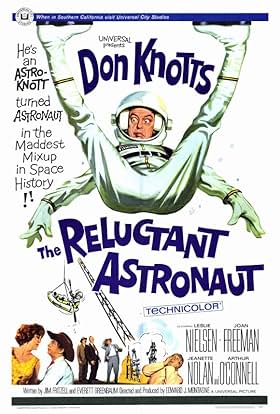 When in Southern California visit Universal City Studios
UNIVERSAL
presents
DON KNOTTS
He's
an
ASTRO-
KNOTT
turned
ASTRONAUT
in the
Maddest
Mixup
in Space
History
!!
The RELUCTANT
ASTRONAUT
TECHNICOLOR®
LESLIE
NIELSEN
JOAN
FREEMAN
JEANETTE
NOLAN
ARTHUR
and O'CONNELL
Written by JIM FRITZELL and EVERETT GREENBAUM Directed and Produced by EDWARD J. MONTAGNE A UNIVERSAL PICTURE